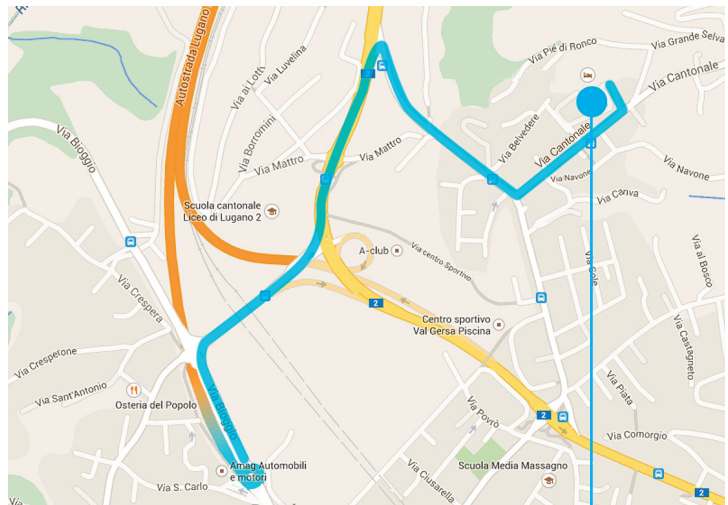 Via Grande Selva
Via Pié di Ronco
Via Cantonale
Autostrada Lugano
Via Luvelina
Via ai Lotti
2
Via Borromini
Via Belvedere
Via Cantonale
Via Bioggio
Via Mattro
Via Mattro
Via Navone
Via Navone
Via Canva
Scuola cantonale
Liceo di Lugano 2
A-club
Via centro Sportivo
Via Sole
Via al Bosco
Via Crespera
2
Centro sportivo
Val Gersa Piscina
Via Castagneto
Via Cresperone
Via Sant'Antonio
Osteria del Popolo
Via Bioggio
Via Povrò
Via Piata
2
Via Comorgio
Amag Automobili
e motori
Scuola Media Massagno
Via S. Carlo
Via Ciusarella
2